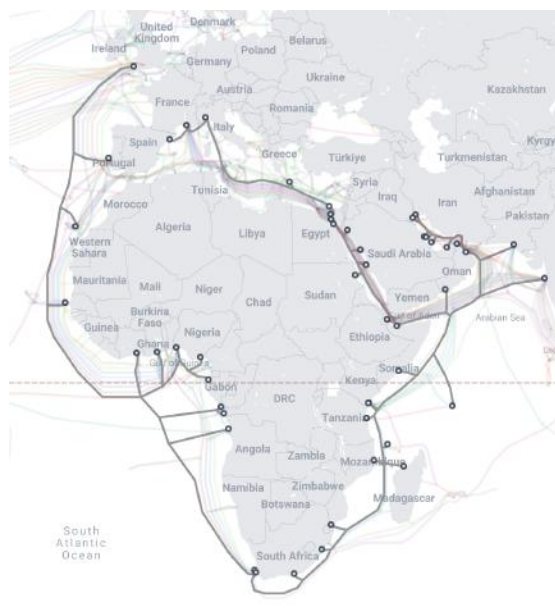 Denmark
United
Kingdom
Ireland
Belarus
Poland
Germany
Ukraine
Kazakhstan
Austria
France
Romania
Italy
Spain
Portugal
Greece
Türkiye
Turkmenistan
Kyrgy
Tunisia
Syria
Afghanistan
Iraq
Iran
Morocco
Pakistan
Algeria
Libya
Egypt
Western
Sahara
Saudi Arabia
Oman
Mauritania
Mali
Niger
Chad
Sudan
Yemen
Arabian Sea
Guinea
Burkina
Faso
Nigeria
Ghana
Ethiopia
Somalia
Gabon
Kenya
DRC
Tanzania
Angola
Zambia
Mozambique
Zimbabwe
Namibia
Botswana
Madagascar
South
Atlantic
Ocean
South Africa